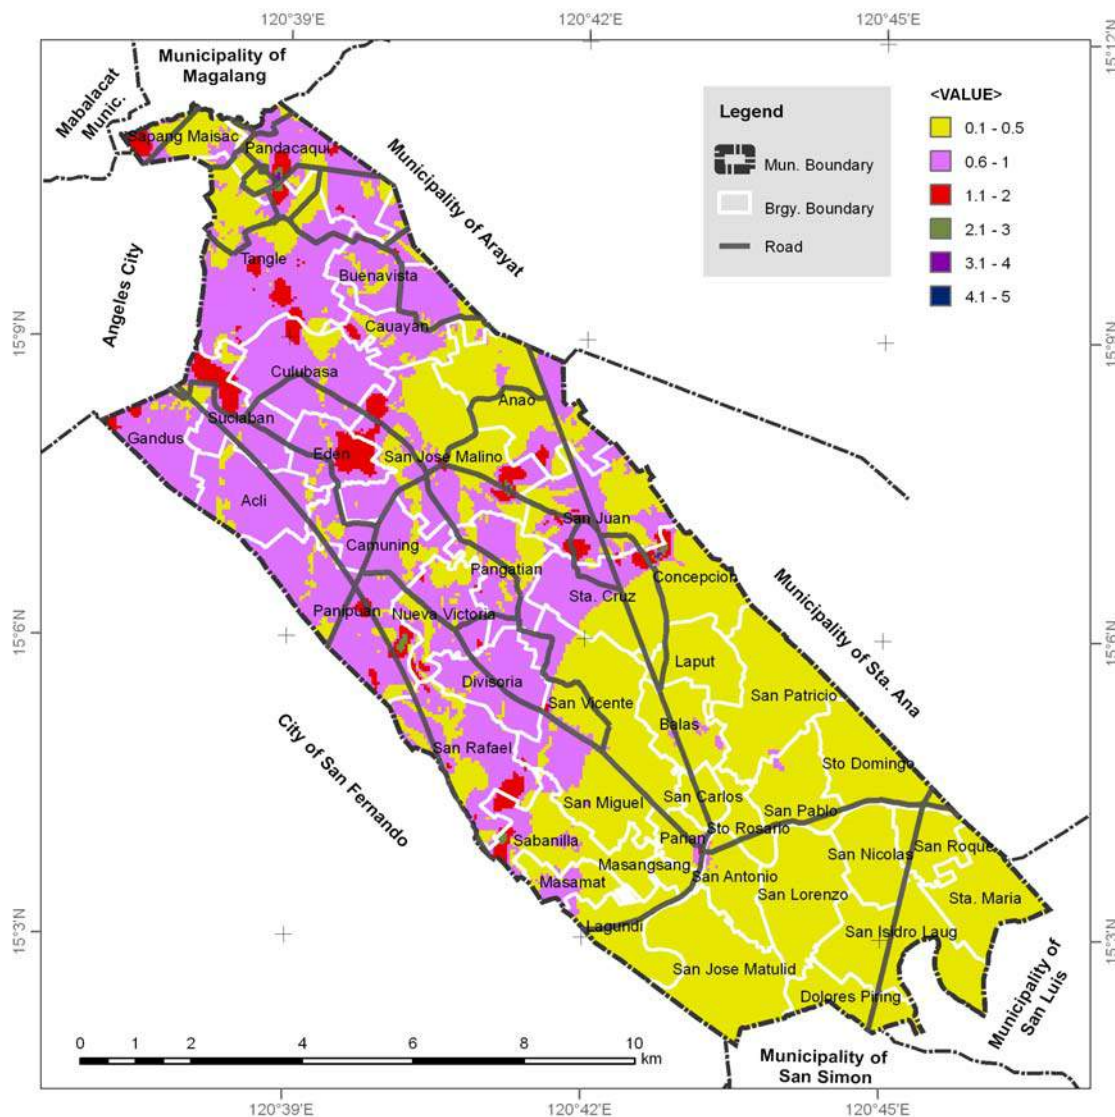 120°39'E
120°42'E
120°45'E
15°12'N
Municipality of
Magalang
Mabalacat
Munic.
<VALUE>
Legend
0.1 - 0.5
Sapang Maisac
Pandacaqui
Mun. Boundary
0.6 - 1
Municipality of Arayat
1.1 - 2
Brgy. Boundary
2.1 - 3
Road
Tangle
3.1 - 4
Buenavista
4.1 - 5
Angeles City
Cauayan
15°9'N
15°9'N
Culubasa
Anao
Suclaban
Gandus
Eden
San Jose Malino
Acli
San Juan
Camuning
Pangatian
Concepcion
Sta. Cruz
Municipality of Sta. Ana
Panipuan
Nueva Victoria
15°6'N
15°6'N
Laput
Divisoria
San Patricio
San Vicente
Balas
San Rafael
City of San Fernando
Sto Domingo
San Carlos
San Miguel
San Pablo
Sto Rosario
Parian
Sabanilla
San Roque
San Nicolas
Masangsang
San Antonio
Masamat
San Lorenzo
Sta. Maria
Lagundi
San Isidro Laug
15°3'N
15°3'N
San Jose Matulid
Dolores Piring
Municipality of
San Luis
0 1 2 4 6 8 10
km
Municipality of
San Simon
120°39'E
120°42'E
120°45'E